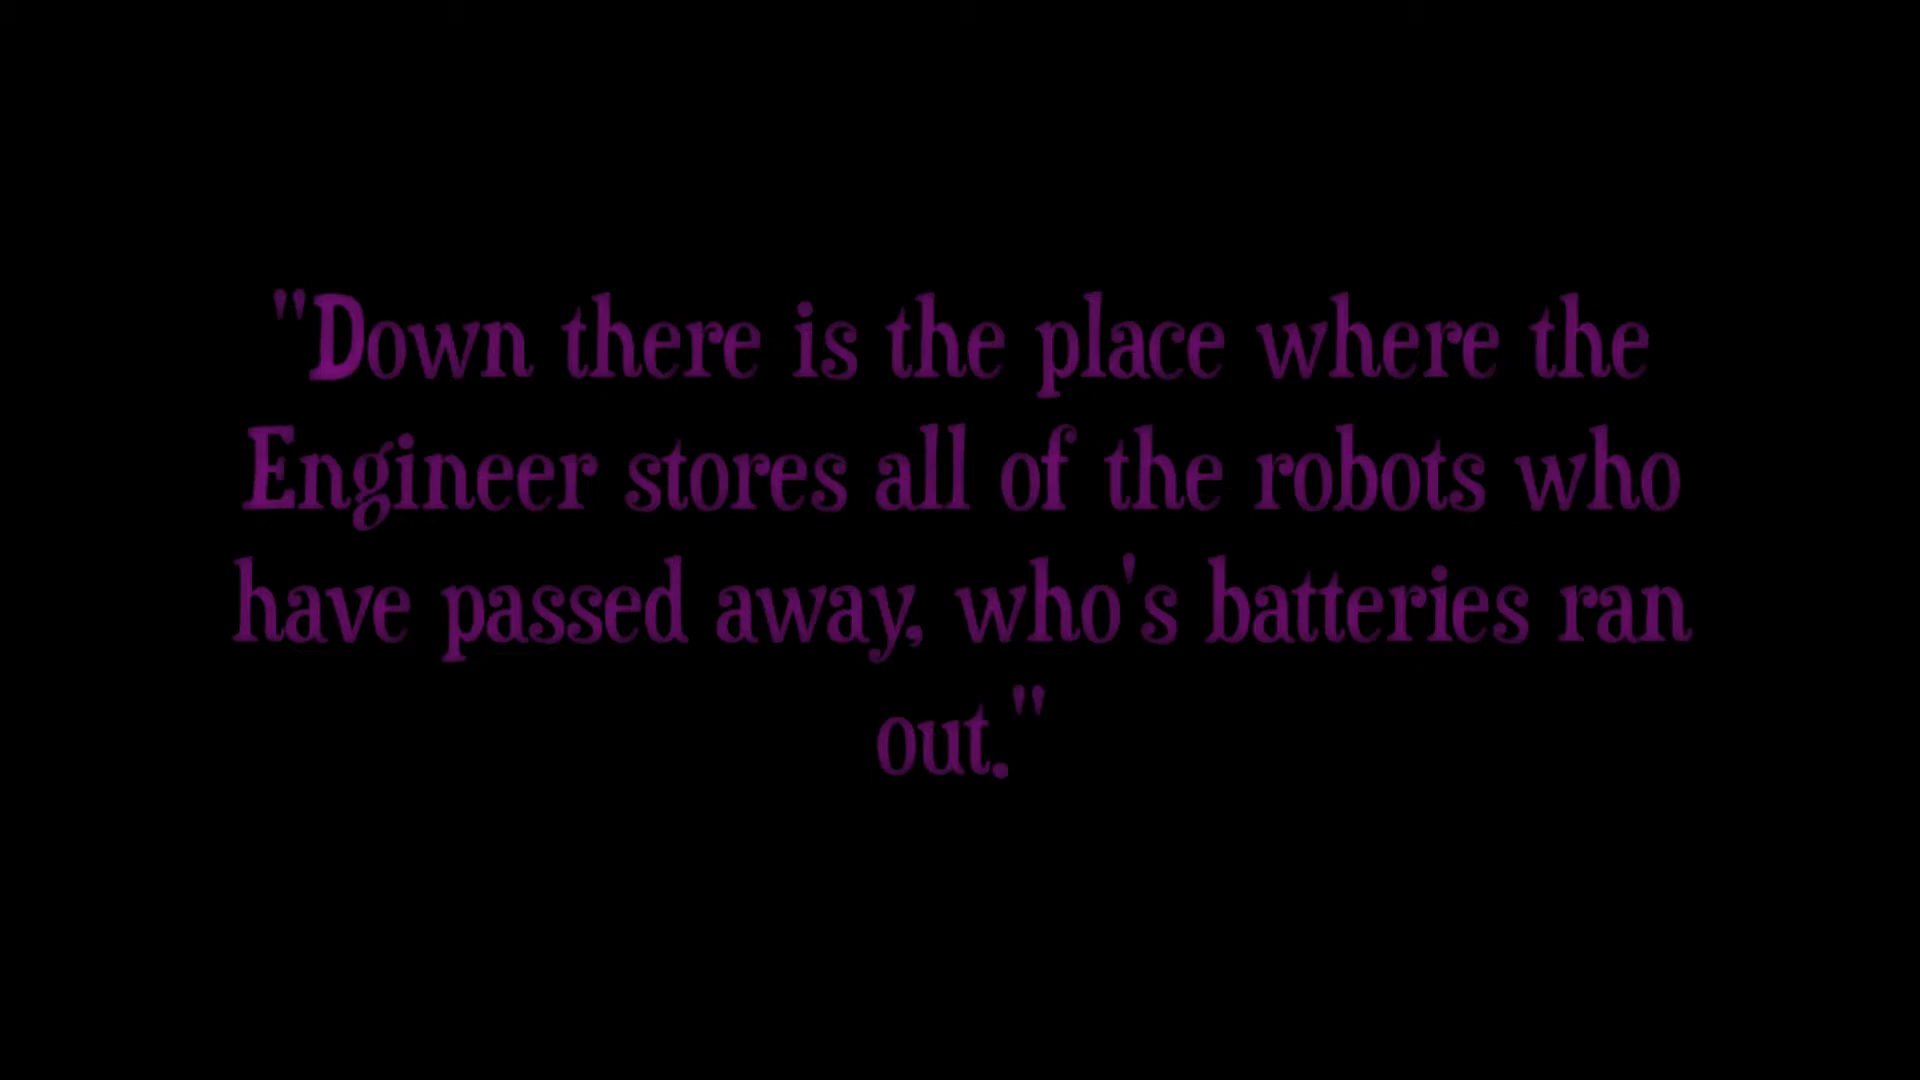 "Down there is the place where the
Engineer stores all of the robots who
have passed away, who's batteries ran
out."